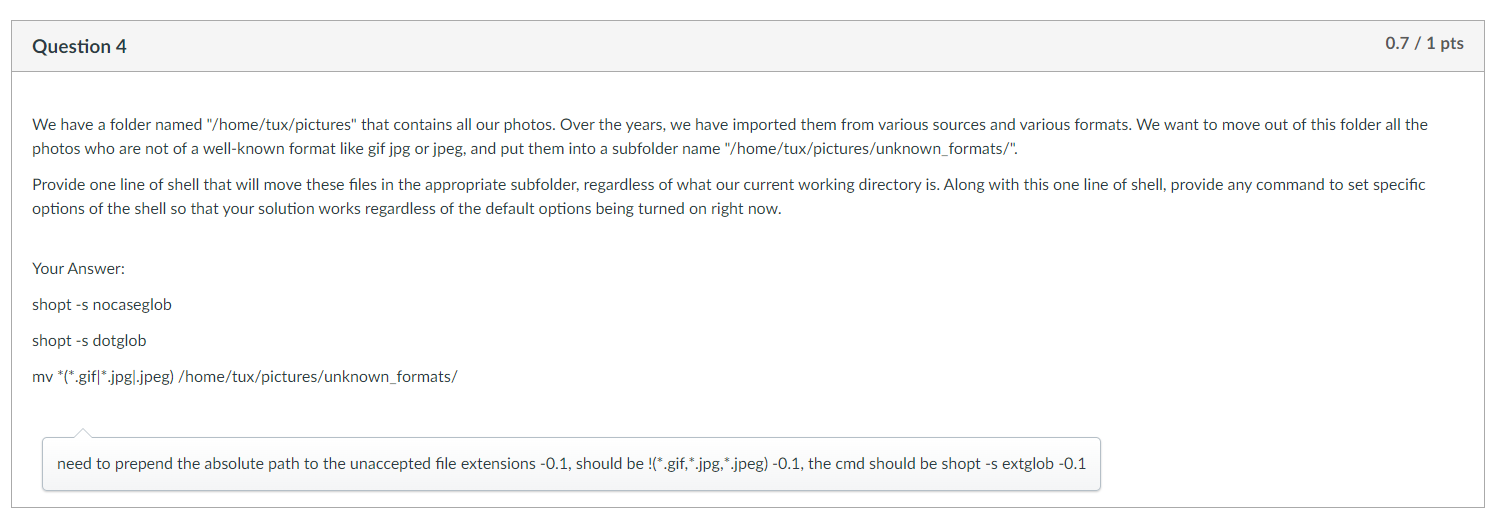 Question 4
0.7 / 1 pts
We have a folder named "/home/tux/pictures" that contains all our photos. Over the years, we have imported them from various sources and various formats. We want to move out of this folder all the
photos who are not of a well-known format like gif jpg or jpeg, and put them into a subfolder name "/home/tux/pictures/unknown_formats/".
Provide one line of shell that will move these files in the appropriate subfolder, regardless of what our current working directory is. Along with this one line of shell, provide any command to set specific
options of the shell so that your solution works regardless of the default options being turned on right now.
Your Answer:
shopt -s nocaseglob
shopt -s dotglob
mv *(*.gif|*.jpg|.jpeg) /home/tux/pictures/unknown_formats/
need to prepend the absolute path to the unaccepted file extensions -0.1, should be !(*.gif,*.jpg,*.jpeg) -0.1, the cmd should be shopt -s extglob -0.1